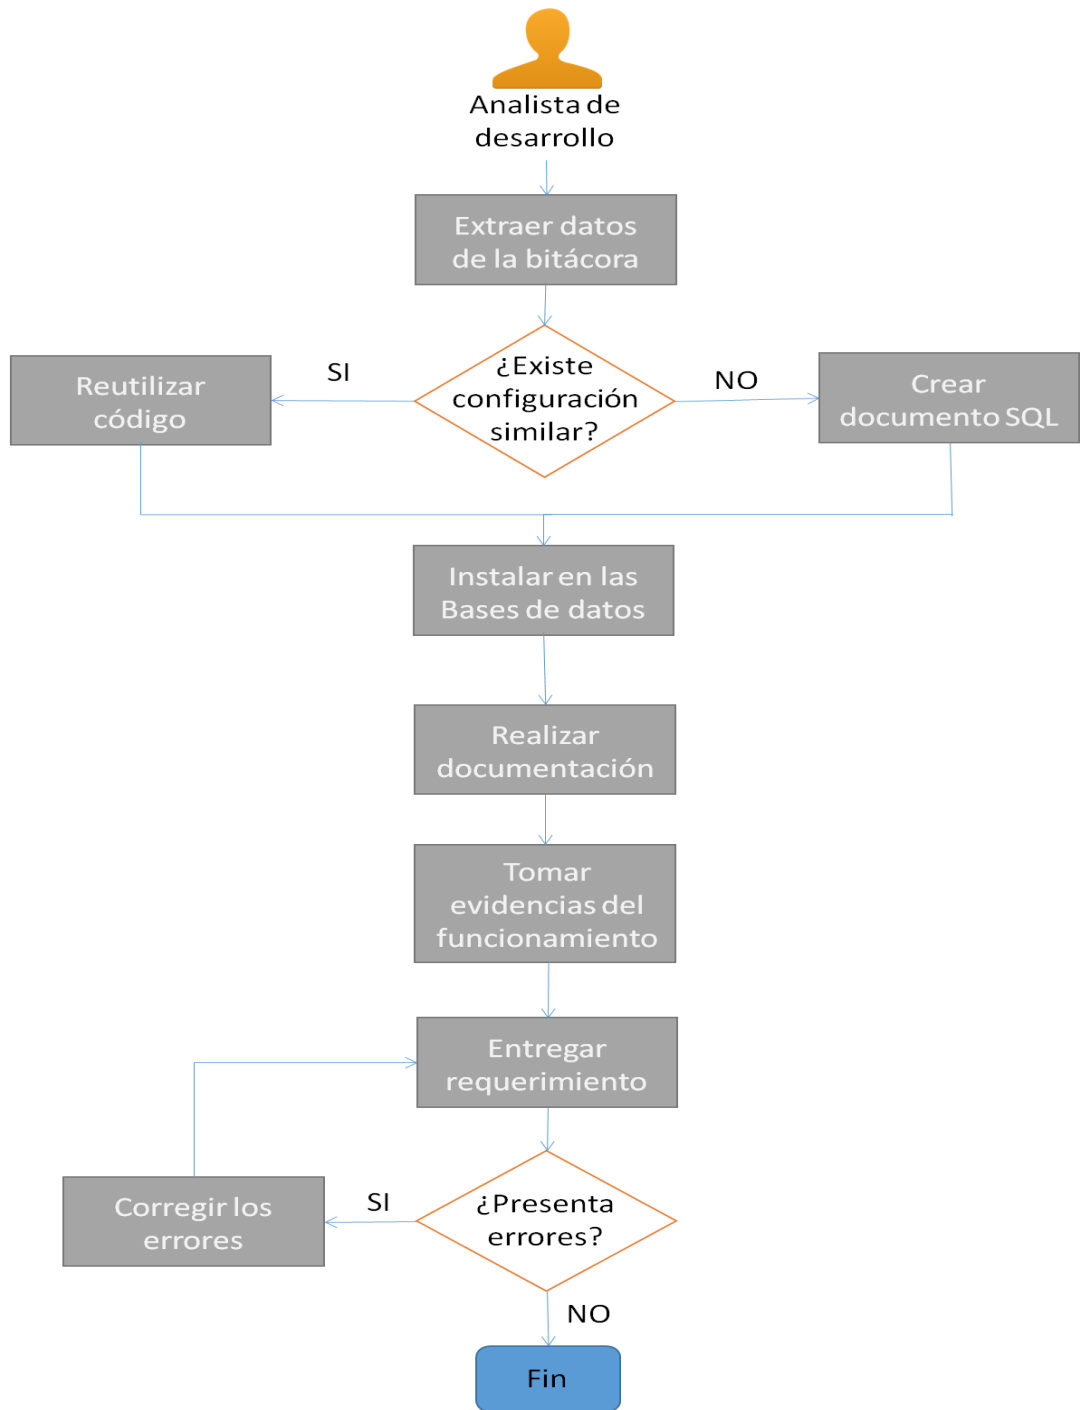 Analista de
desarrollo
Extraer datos
de la bitácora
¿Existe
configuración
similar?
SI
NO
Reutilizar
código
Crear
documento SQL
Instalar en las
Bases de datos
Realizar
documentación
Tomar
evidencias del
funcionamiento
Entregar
requerimiento
¿Presenta
errores?
SI
Corregir los
errores
NO
Fin